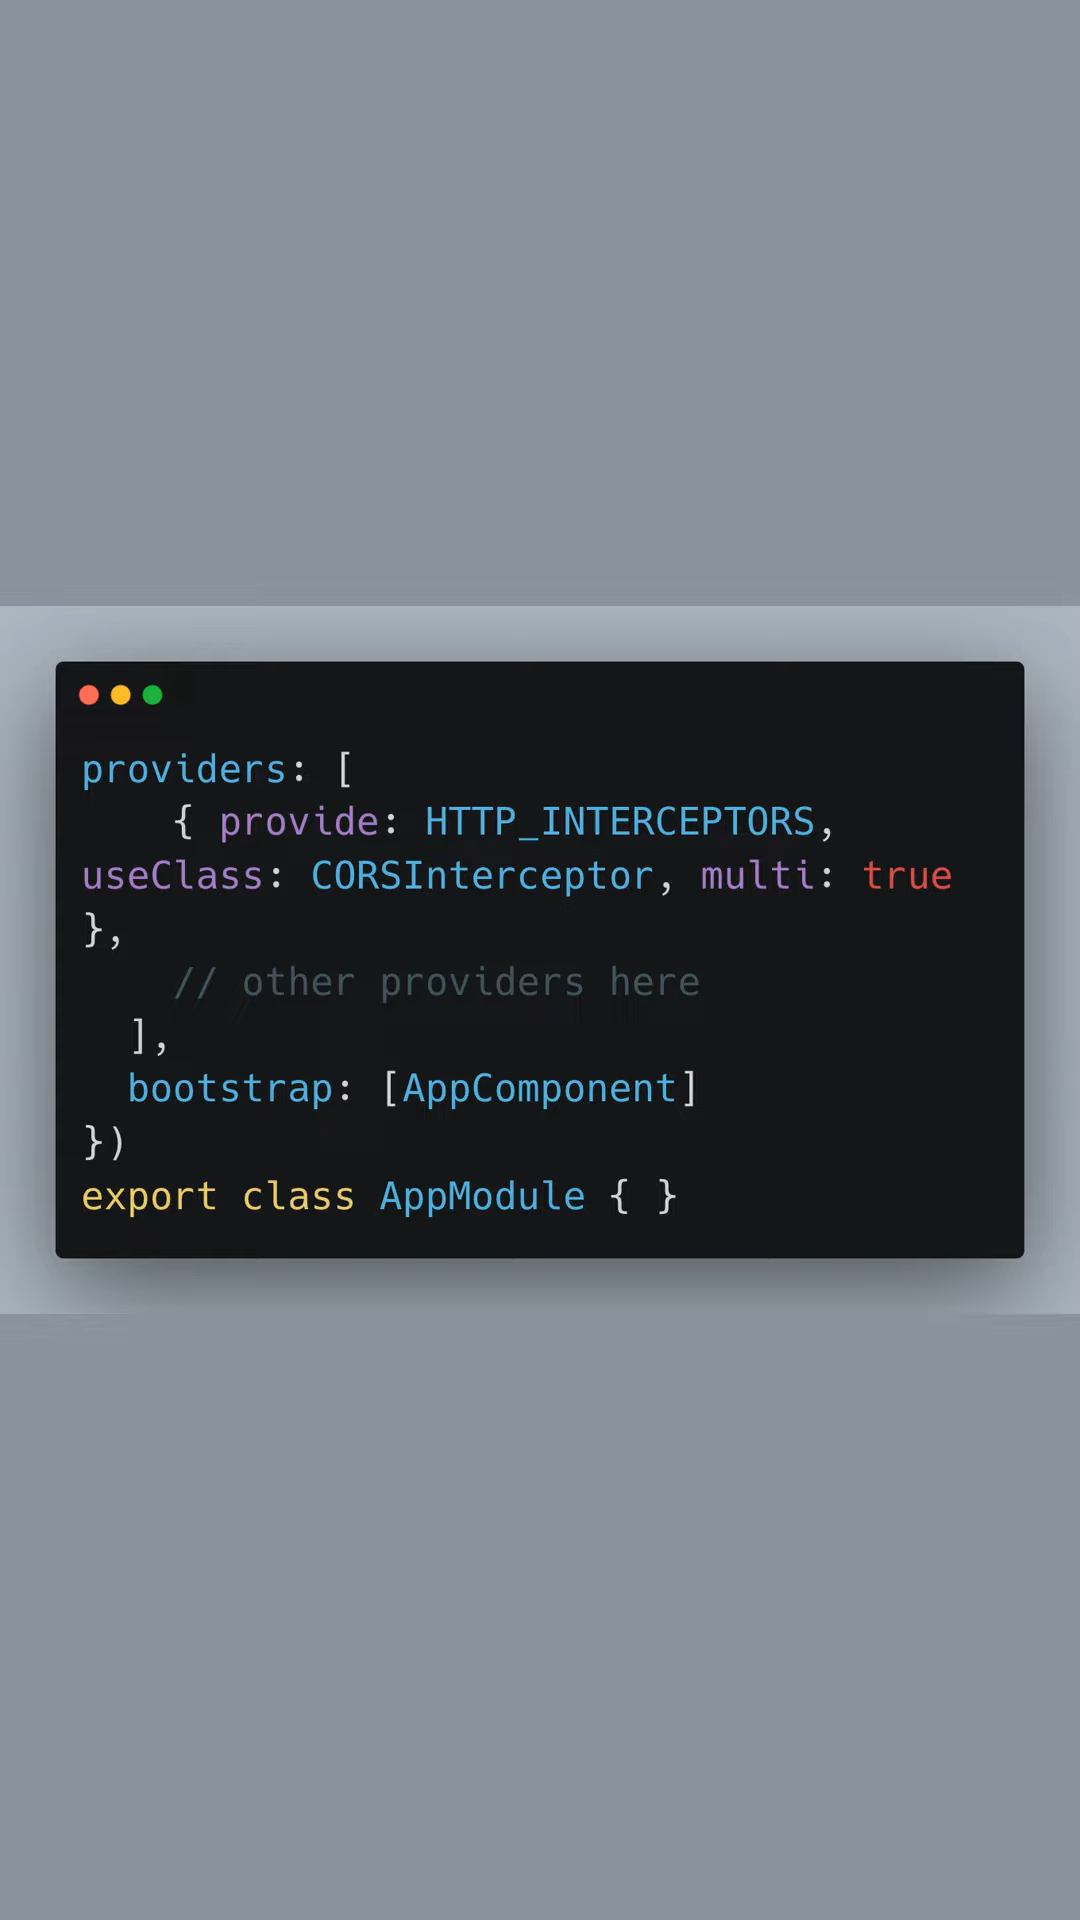 providers: [
    { provide: HTTP_INTERCEPTORS,
useClass: CORSInterceptor, multi: true
},
    // other providers here
  ],
  bootstrap: [AppComponent]
})
export class AppModule { }